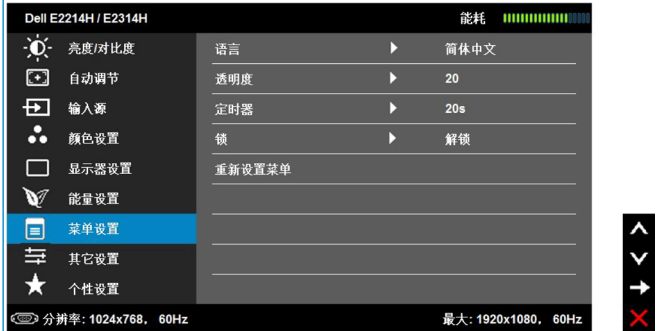 Dell E2214H / E2314H 能耗
亮度/对比度 语言 简体中文
自动调节 透明度 20
输入源 定时器 20s
颜色设置 锁 解锁
显示器设置 重新设置菜单
能量设置
菜单设置
其它设置
个性设置
分辨率: 1024x768, 60Hz 最大: 1920x1080, 60Hz